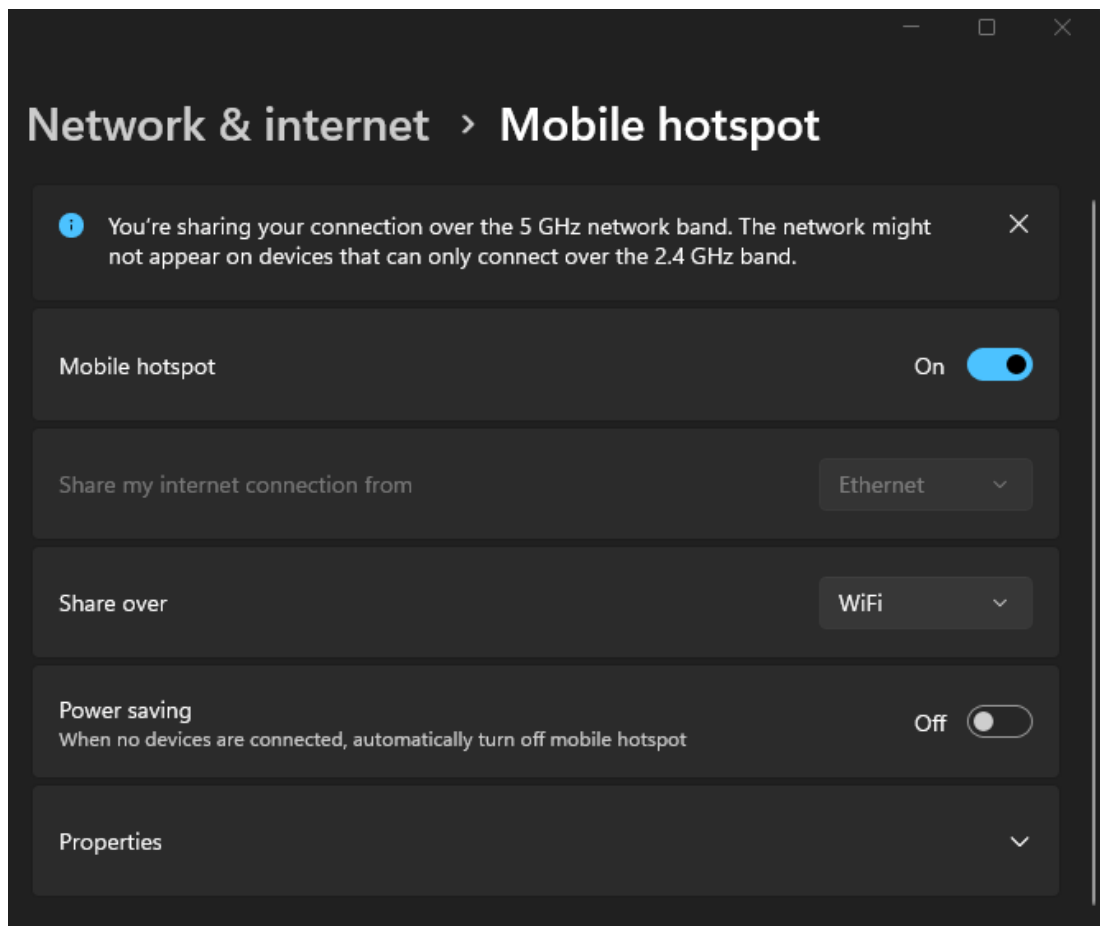 Network & internet > Mobile hotspot
You're sharing your connection over the 5 GHz network band. The network might
not appear on devices that can only connect over the 2.4 GHz band.
Mobile hotspot On
Share my internet connection from Ethernet
Share over WiFi
Power saving
When no devices are connected, automatically turn off mobile hotspot
Off
Properties